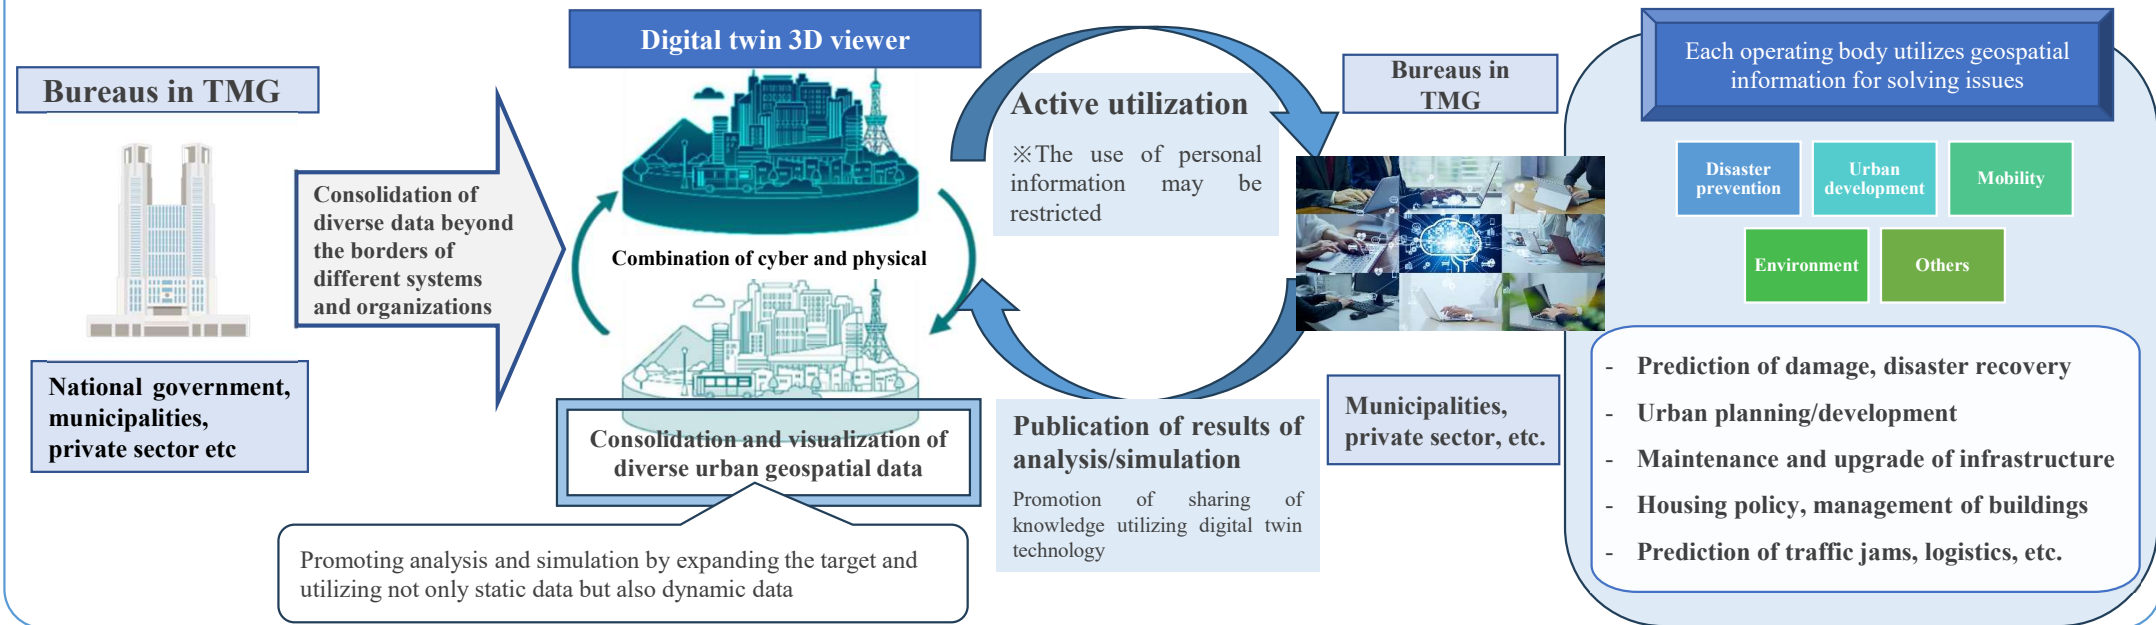 Bureaus in TMG
National government,
municipalities,
private sector etc
Consolidation of
diverse data beyond
the borders of
different systems
and organizations
Digital twin 3D viewer
Combination of cyber and physical
Consolidation and visualization of
diverse urban geospatial data
Promoting analysis and simulation by expanding the target and
utilizing not only static data but also dynamic data
Active utilization
※The use of personal
information may be
restricted
Publication of results of
analysis/simulation
Promotion of sharing of
knowledge utilizing digital twin
technology
Bureaus in
TMG
Municipalities,
private sector, etc.
Each operating body utilizes geospatial
information for solving issues
Disaster
prevention
Urban
development
Mobility
Environment
Others
- Prediction of damage, disaster recovery
- Urban planning/development
- Maintenance and upgrade of infrastructure
- Housing policy, management of buildings
- Prediction of traffic jams, logistics, etc.